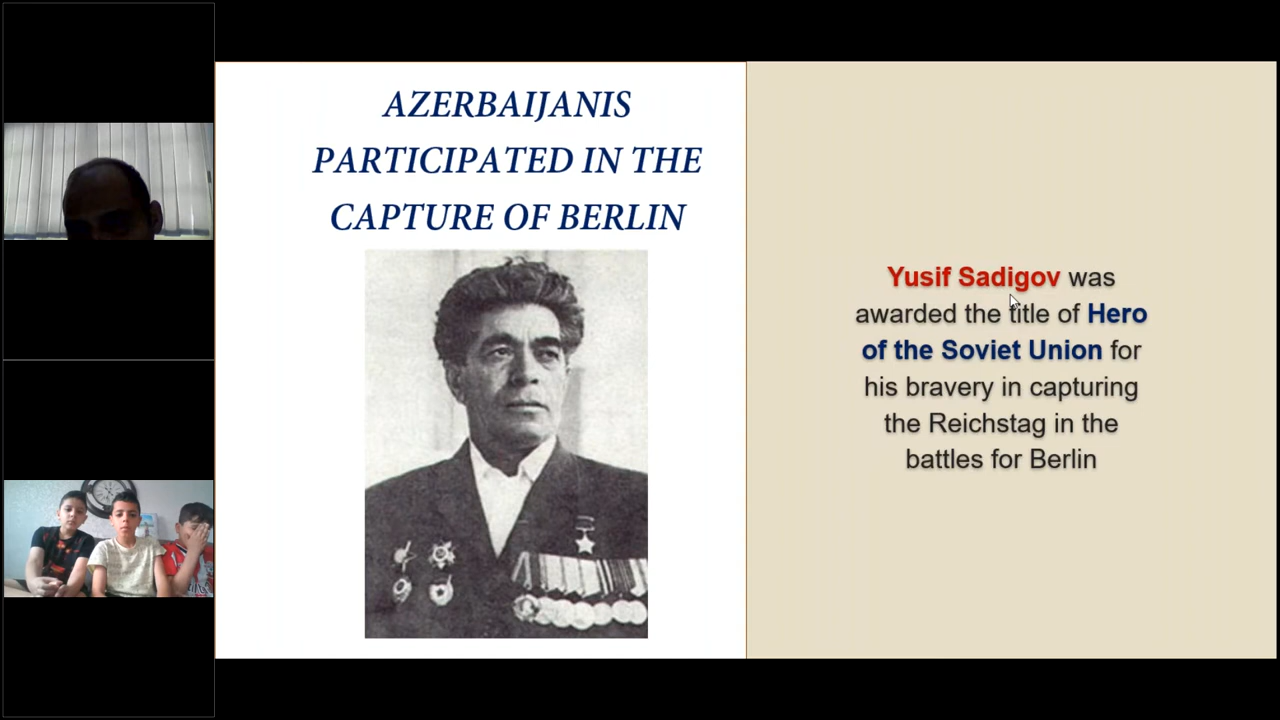 AZERBAIJANIS
PARTICIPATED IN THE
CAPTURE OF BERLIN
Yusif Sadigov was
awarded the title of Hero
of the Soviet Union for
his bravery in capturing
the Reichstag in the
battles for Berlin